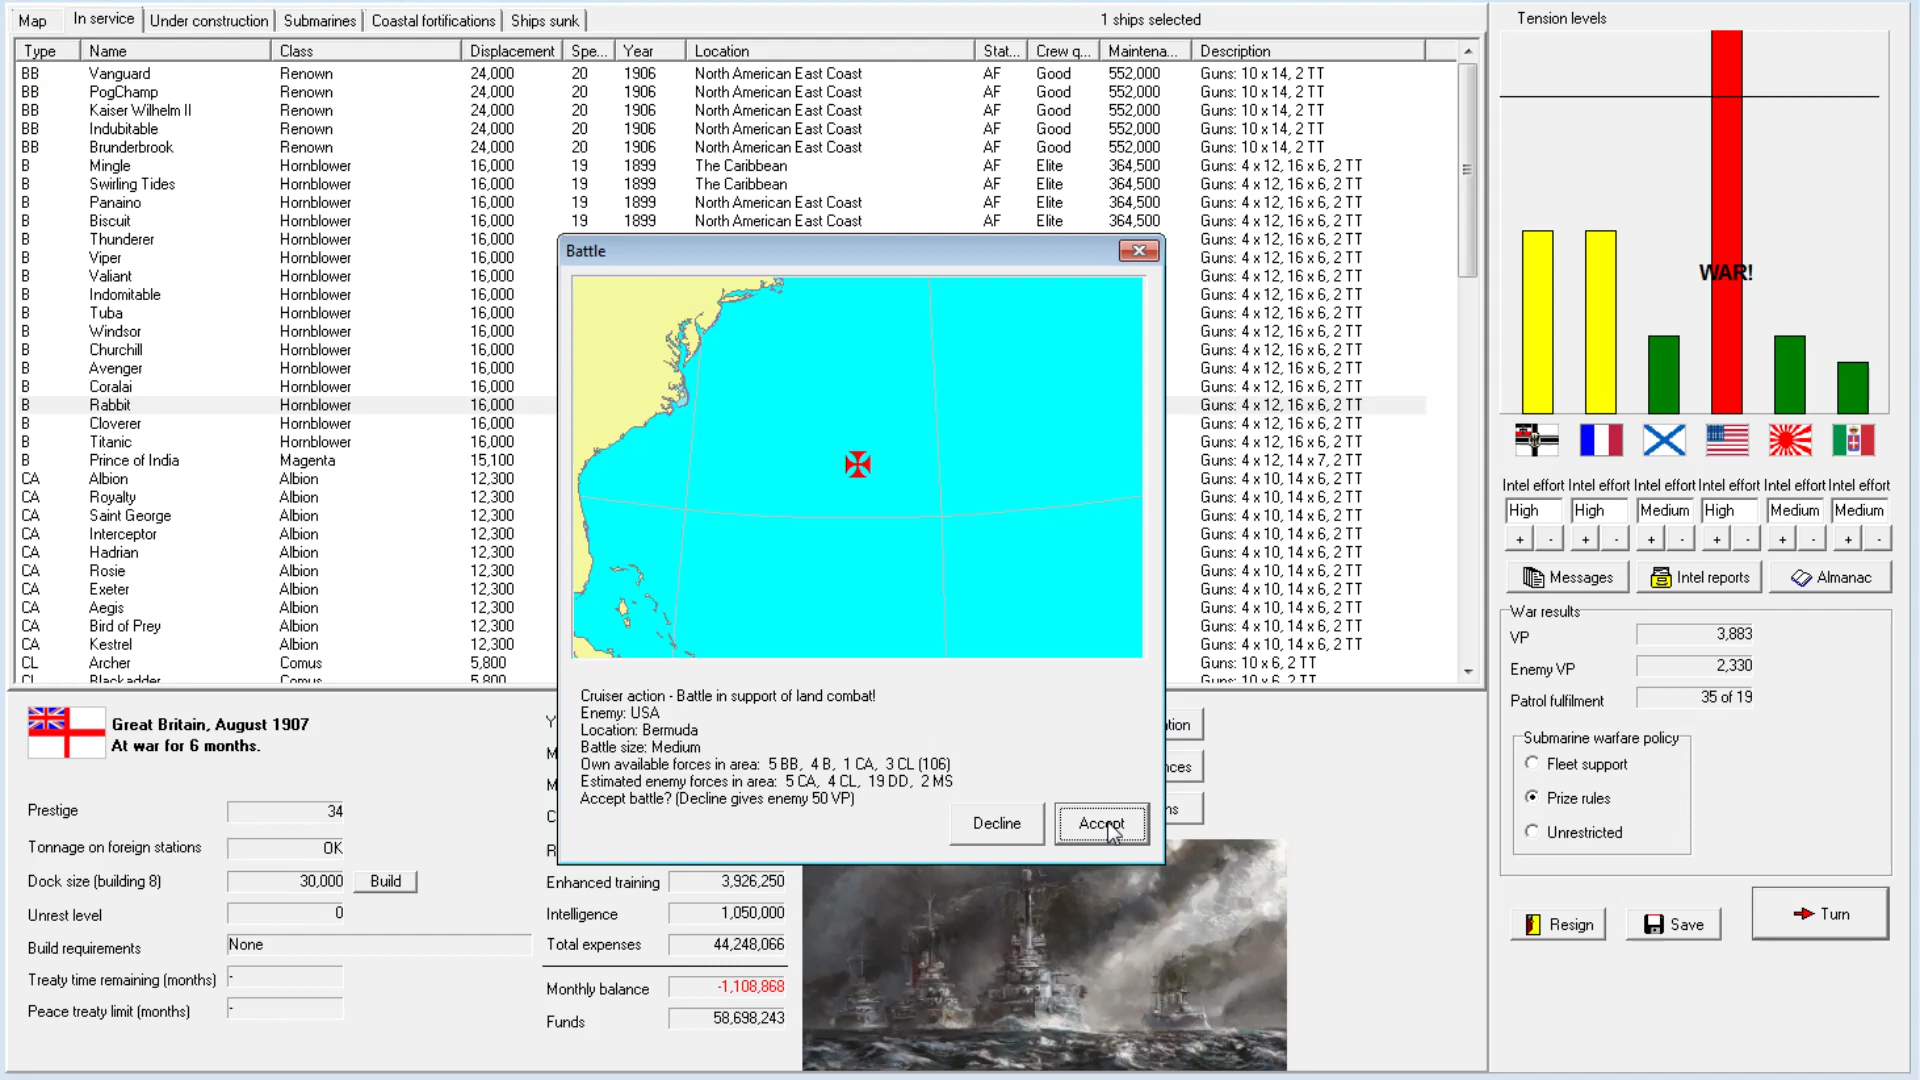 Map
In service
Under construction
Submarines
Coastal fortifications
Ships sunk
1 ships selected
Type Name Class Displacement Spe... Year Location Stat... Crew q... Maintena... Description
BB Vanguard Renown 24,000 20 1906 North American East Coast AF Good 552,000 Guns: 10 x 14, 2 TT
BB PogChamp Renown 24,000 20 1906 North American East Coast AF Good 552,000 Guns: 10 x 14, 2 TT
BB Kaiser Wilhelm II Renown 24,000 20 1906 North American East Coast AF Good 552,000 Guns: 10 x 14, 2 TT
BB Indubitable Renown 24,000 20 1906 North American East Coast AF Good 552,000 Guns: 10 x 14, 2 TT
BB Brunderbrook Renown 24,000 20 1906 North American East Coast AF Good 552,000 Guns: 10 x 14, 2 TT
B Mingle Hornblower 16,000 19 1899 The Caribbean AF Elite 364,500 Guns: 4 x 12, 16 x 6, 2 TT
B Swirling Tides Hornblower 16,000 19 1899 The Caribbean AF Elite 364,500 Guns: 4 x 12, 16 x 6, 2 TT
B Panaino Hornblower 16,000 19 1899 North American East Coast AF Elite 364,500 Guns: 4 x 12, 16 x 6, 2 TT
B Biscuit Hornblower 16,000 19 1899 North American East Coast AF Elite 364,500 Guns: 4 x 12, 16 x 6, 2 TT
B Thunderer Hornblower 16,000 Guns: 4 x 12, 16 x 6, 2 TT
B Viper Hornblower 16,000 Guns: 4 x 12, 16 x 6, 2 TT
B Valiant Hornblower 16,000 Guns: 4 x 12, 16 x 6, 2 TT
B Indomitable Hornblower 16,000 Guns: 4 x 12, 16 x 6, 2 TT
B Tuba Hornblower 16,000 Guns: 4 x 12, 16 x 6, 2 TT
B Windsor Hornblower 16,000 Guns: 4 x 12, 16 x 6, 2 TT
B Churchill Hornblower 16,000 Guns: 4 x 12, 16 x 6, 2 TT
B Avenger Hornblower 16,000 Guns: 4 x 12, 16 x 6, 2 TT
B Coralai Hornblower 16,000 Guns: 4 x 12, 16 x 6, 2 TT
B Rabbit Hornblower 16,000 Guns: 4 x 12, 16 x 6, 2 TT
B Cloverer Hornblower 16,000 Guns: 4 x 12, 16 x 6, 2 TT
B Titanic Hornblower 16,000 Guns: 4 x 12, 16 x 6, 2 TT
B Prince of India Magenta 15,100 Guns: 4 x 12, 14 x 7, 2 TT
CA Albion Albion 12,300 Guns: 4 x 10, 14 x 6, 2 TT
CA Royalty Albion 12,300 Guns: 4 x 10, 14 x 6, 2 TT
CA Saint George Albion 12,300 Guns: 4 x 10, 14 x 6, 2 TT
CA Interceptor Albion 12,300 Guns: 4 x 10, 14 x 6, 2 TT
CA Hadrian Albion 12,300 Guns: 4 x 10, 14 x 6, 2 TT
CA Rosie Albion 12,300 Guns: 4 x 10, 14 x 6, 2 TT
CA Exeter Albion 12,300 Guns: 4 x 10, 14 x 6, 2 TT
CA Aegis Albion 12,300 Guns: 4 x 10, 14 x 6, 2 TT
CA Bird of Prey Albion 12,300 Guns: 4 x 10, 14 x 6, 2 TT
CA Kestrel Albion 12,300 Guns: 4 x 10, 14 x 6, 2 TT
CL Archer Comus 5,800 Guns: 10 x 6, 2 TT
CL Blackadder Comus 5,800 Guns: 10 x 6, 2 TT
Battle
Cruiser action - Battle in support of land combat!
Enemy: USA
Location: Bermuda
Battle size: Medium
Own available forces in area: 5 BB, 4 B, 1 CA, 3 CL (106)
Estimated enemy forces in area: 5 CA, 4 CL, 19 DD, 2 MS
Accept battle? (Decline gives enemy 50 VP)
Decline
Accept
Great Britain, August 1907
At war for 6 months.
Prestige 34
Tonnage on foreign stations OK
Dock size (building 8) 30,000 Build
Unrest level 0
Build requirements None
Treaty time remaining (months) -
Peace treaty limit (months) -
Enhanced training 3,926,250
Intelligence 1,050,000
Total expenses 44,248,066
Monthly balance -1,108,868
Funds 58,698,243
Tension levels
WAR!
Intel effort Intel effort Intel effort Intel effort Intel effort Intel effort
High High Medium High Medium Medium
+ - + - + - + - + - + -
Messages
Intel reports
Almanac
War results
VP 3,883
Enemy VP 2,330
Patrol fulfilment 35 of 19
Submarine warfare policy
Fleet support
Prize rules
Unrestricted
Resign
Save
Turn